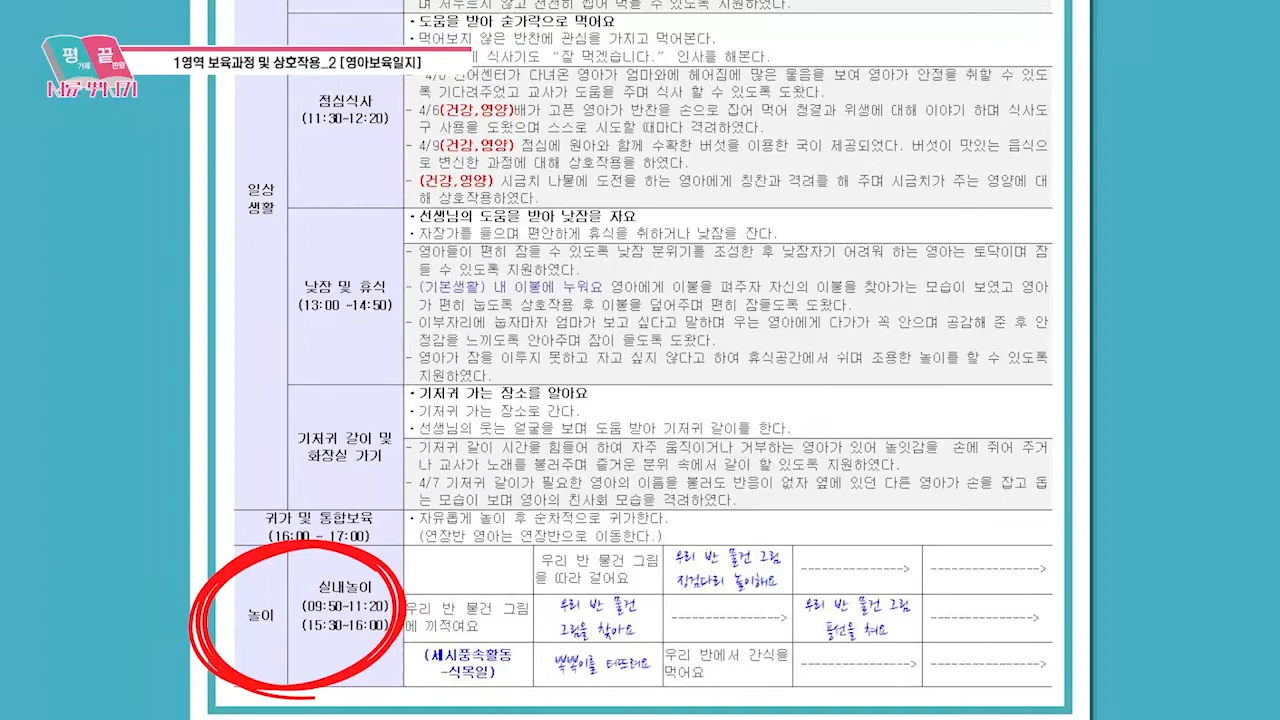 며 서두르지 않고 천천히 씹어 먹을 수 있도록 지원하였다.
평 끝
가제 판왕
1영역 보육과정 및 상호작용_2 [영아보육일지]
일상
생활
점심식사
(11:30~12:20)
・도움을 받아 숟가락으로 먹어요
・먹어보지 않은 반찬에 관심을 가지고 먹어본다.
식사기도 “잘 먹겠습니다.” 인사를 해본다.
다녀온 영아가 엄마와에 헤어짐에 많은 울음을 보여 영아가 안정을 취할 수 있도
록 기다려주었고 교사가 도움을 주며 식사 할 수 있도록 도왔다.
- 4/6(건강,영양)배가 고픈 영아가 반찬을 손으로 집어 먹어 청결과 위생에 대해 이야기 하며 식사도
구 사용을 도왔으며 스스로 시도할 때마다 격려하였다.
- 4/9(건강,영양) 점심에 원아와 함께 수확한 버섯을 이용한 국이 제공되었다. 버섯이 맛있는 음식으
로 변신한 과정에 대해 상호작용을 하였다.
- (건강,영양) 시금치 나물에 도전을 하는 영아에게 칭찬과 격려를 해 주며 시금치가 주는 영양에 대
해 상호작용하였다.
낮잠 및 휴식
(13:00 ~14:50)
・선생님의 도움을 받아 낮잠을 자요
・자장가를 들으며 편안하게 휴식을 취하거나 낮잠을 잔다.
- 영아들이 편히 잠들 수 있도록 낮잠 분위기를 조성한 후 낮잠자기 어려워 하는 영아는 토닥이며 잠
들 수 있도록 지원하였다.
- (기본생활) 내 이불에 누워요 영아에게 이불을 펴주자 자신의 이불을 찾아가는 모습이 보였고 영아
가 편히 눕도록 상호작용 후 이불을 덮어주며 편히 잠들도록 도왔다.
- 이부자리에 눕자마자 엄마가 보고 싶다고 말하며 우는 영아에게 다가가 꼭 안으며 공감해 준 후 안
정감을 느끼도록 안아주며 잠이 들도록 도왔다.
- 영아가 잠을 이루지 못하고 자고 싶지 않다고 하여 휴식공간에서 쉬며 조용한 놀이를 할 수 있도록
지원하였다.
기저귀 갈이 및
화장실 가기
・기저귀 가는 장소를 알아요
・기저귀 가는 장소로 간다.
・선생님의 웃는 얼굴을 보며 도움 받아 기저귀 갈이를 한다.
- 기저귀 갈이 시간을 힘들어 하여 자주 움직이거나 거부하는 영아가 있어 놀잇감을 손에 쥐어 주거
나 교사가 노래를 불러주며 즐거운 분위 속에서 갈이 할 수 있도록 지원하였다.
- 4/7 기저귀 갈이가 필요한 영아의 이름을 불러도 반응이 없자 옆에 있던 다른 영아가 손을 잡고 돕
는 모습이 보며 영아의 친사회 모습을 격려하였다.
귀가 및 통합보육
(16:00 ~ 17:00)
・자유롭게 놀이 후 순차적으로 귀가한다.
(연장반 영아는 연장반으로 이동한다.)
놀이
실내놀이
(09:50~11:20)
(15:30~16:00)
우리 반 물건 그림
을 따라 걸어요
우리 반 물건 그림
징검다리 놀이해요
---------------> --------------->
우리 반 물건 그림
에 끼적여요
우리 반 물건
그림을 찾아요
--------------->
우리 반 물건 그림
풍선을 쳐요
--------------->
(세시풍속활동
-식목일)
뽁뽁이를 터뜨려요
우리 반에서 간식을
먹어요
---------------> --------------->